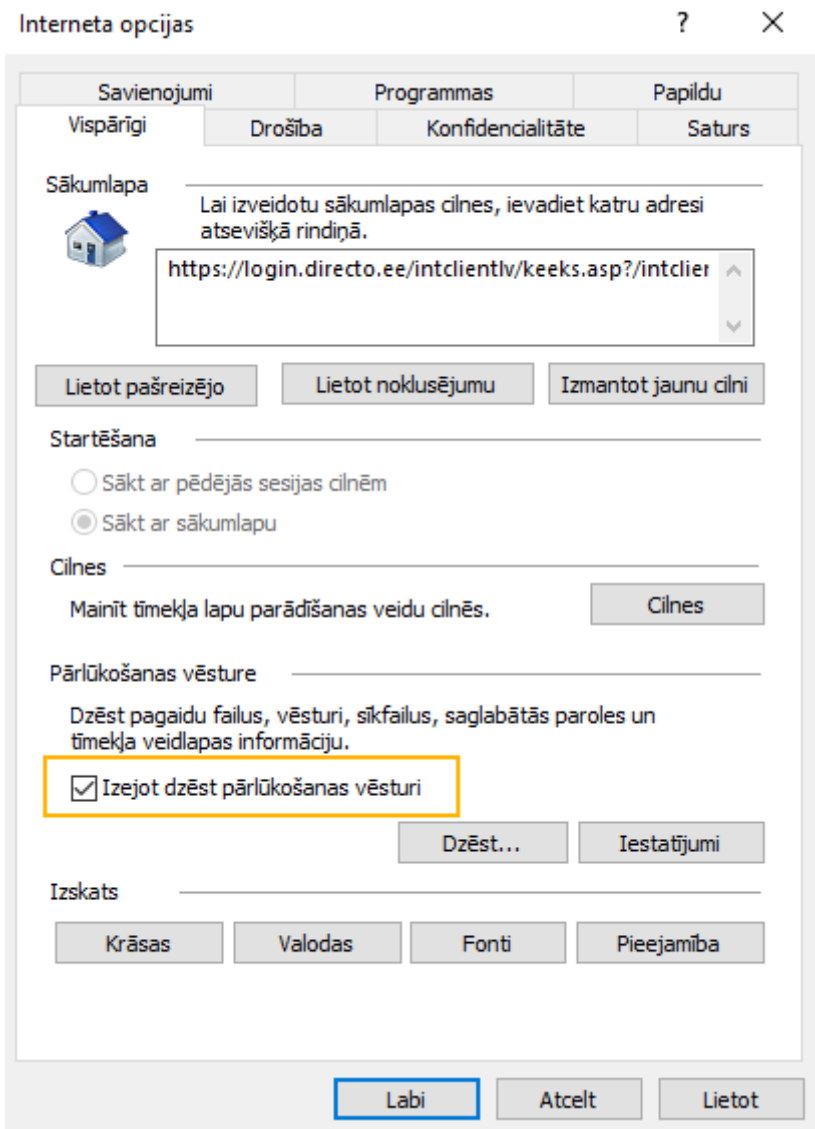 Interneta opcijas
Savienojumi Programmas Papildu
Vispārīgi Drošība Konfidencialitāte Saturs
Sākumlapa
Lai izveidotu sākumlapas cilnes, ievadiet katru adresi
atsevišķā rindiņā.
https://login.directo.ee/intclientlv/keeks.asp?/intclier
Lietot pašreizējo Lietot noklusējumu Izmantot jaunu cilni
Startēšana
Sākt ar pēdējās sesijas cilnēm
Sākt ar sākumlapu
Cilnes
Mainīt tīmekļa lapu parādīšanas veidu cilnēs. Cilnes
Pārlūkošanas vēsture
Dzēst pagaidu failus, vēsturi, sīkfailus, saglabātās paroles un
tīmekļa veidlapas informāciju.
Izejot dzēst pārlūkošanas vēsturi
Dzēst... Iestatījumi
Izskats
Krāsas Valodas Fonti Pieejamība
Labi Atcelt Lietot